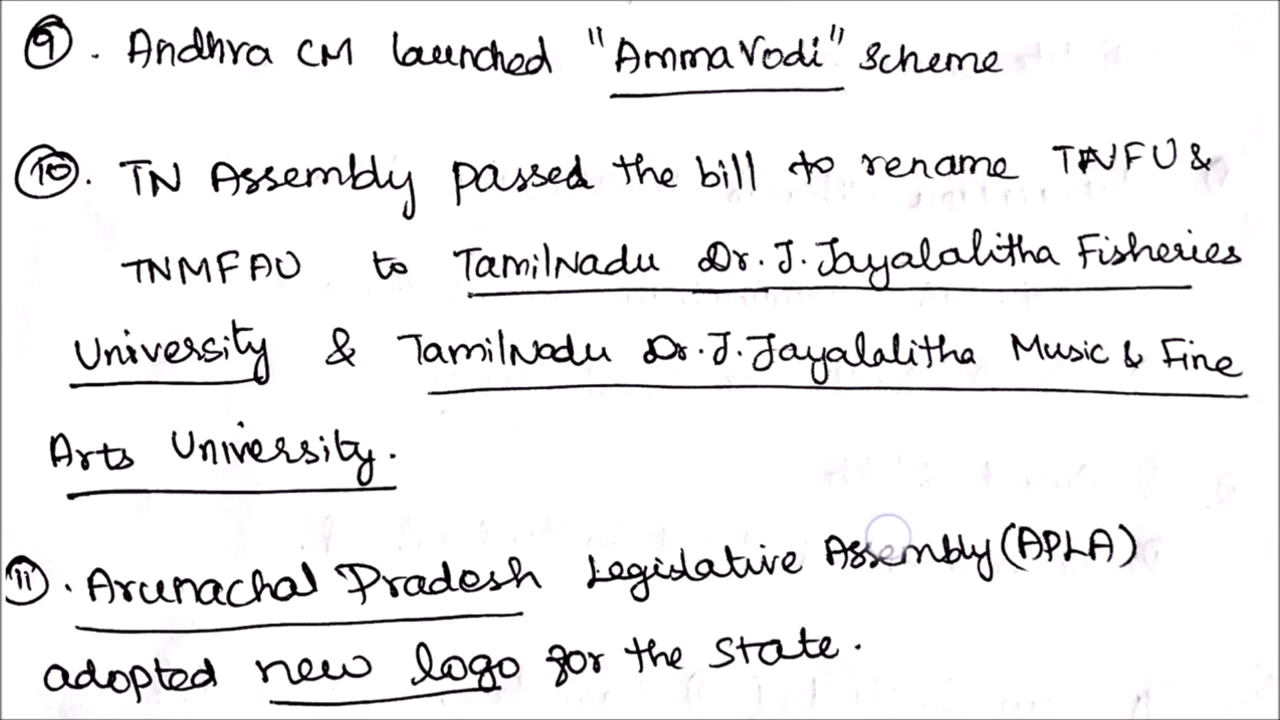 9. Andhra CM launched "AmmaVodi" scheme
10. TN Assembly passed the bill to rename TNFU &
TNMFAU to TamilNadu Dr. J. Jayalalitha Fisheries
University & TamilNadu Dr. J. Jayalalitha Music & Fine
Arts University.
11. Arunachal Pradesh Legislative Assembly (APLA)
adopted new logo for the state.